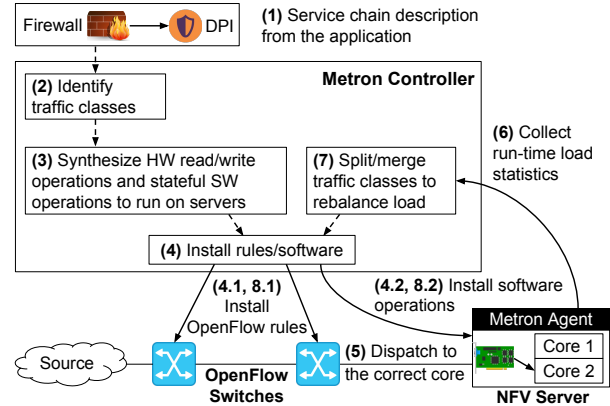 Firewall
DPI
(1) Service chain description
from the application
Metron Controller
(2) Identify
traffic classes
(3) Synthesize HW read/write
operations and stateful SW
operations to run on servers
(7) Split/merge
traffic classes to
rebalance load
(6) Collect
run-time load
statistics
(4) Install rules/software
(4.1, 8.1)
Install
OpenFlow rules
(4.2, 8.2) Install software
operations
Source
OpenFlow
Switches
(5) Dispatch to
the correct core
Metron Agent
Core 1
Core 2
NFV Server